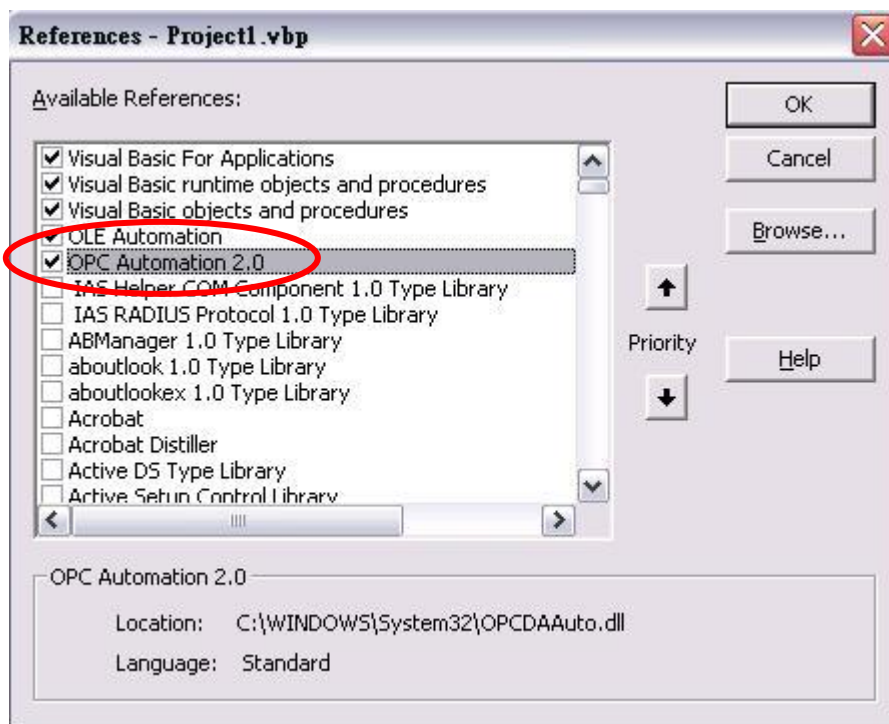 References - Project1.vbp
Available References:
Visual Basic For Applications
Visual Basic runtime objects and procedures
Visual Basic objects and procedures
OLE Automation
OPC Automation 2.0
IAS Helper COM Component 1.0 Type Library
IAS RADIUS Protocol 1.0 Type Library
ABManager 1.0 Type Library
aboutlook 1.0 Type Library
aboutlookex 1.0 Type Library
Acrobat
Acrobat Distiller
Active DS Type Library
Active Setup Control Library
Priority
OK
Cancel
Browse...
Help
OPC Automation 2.0
Location: C:\WINDOWS\System32\OPCDAAuto.dll
Language: Standard